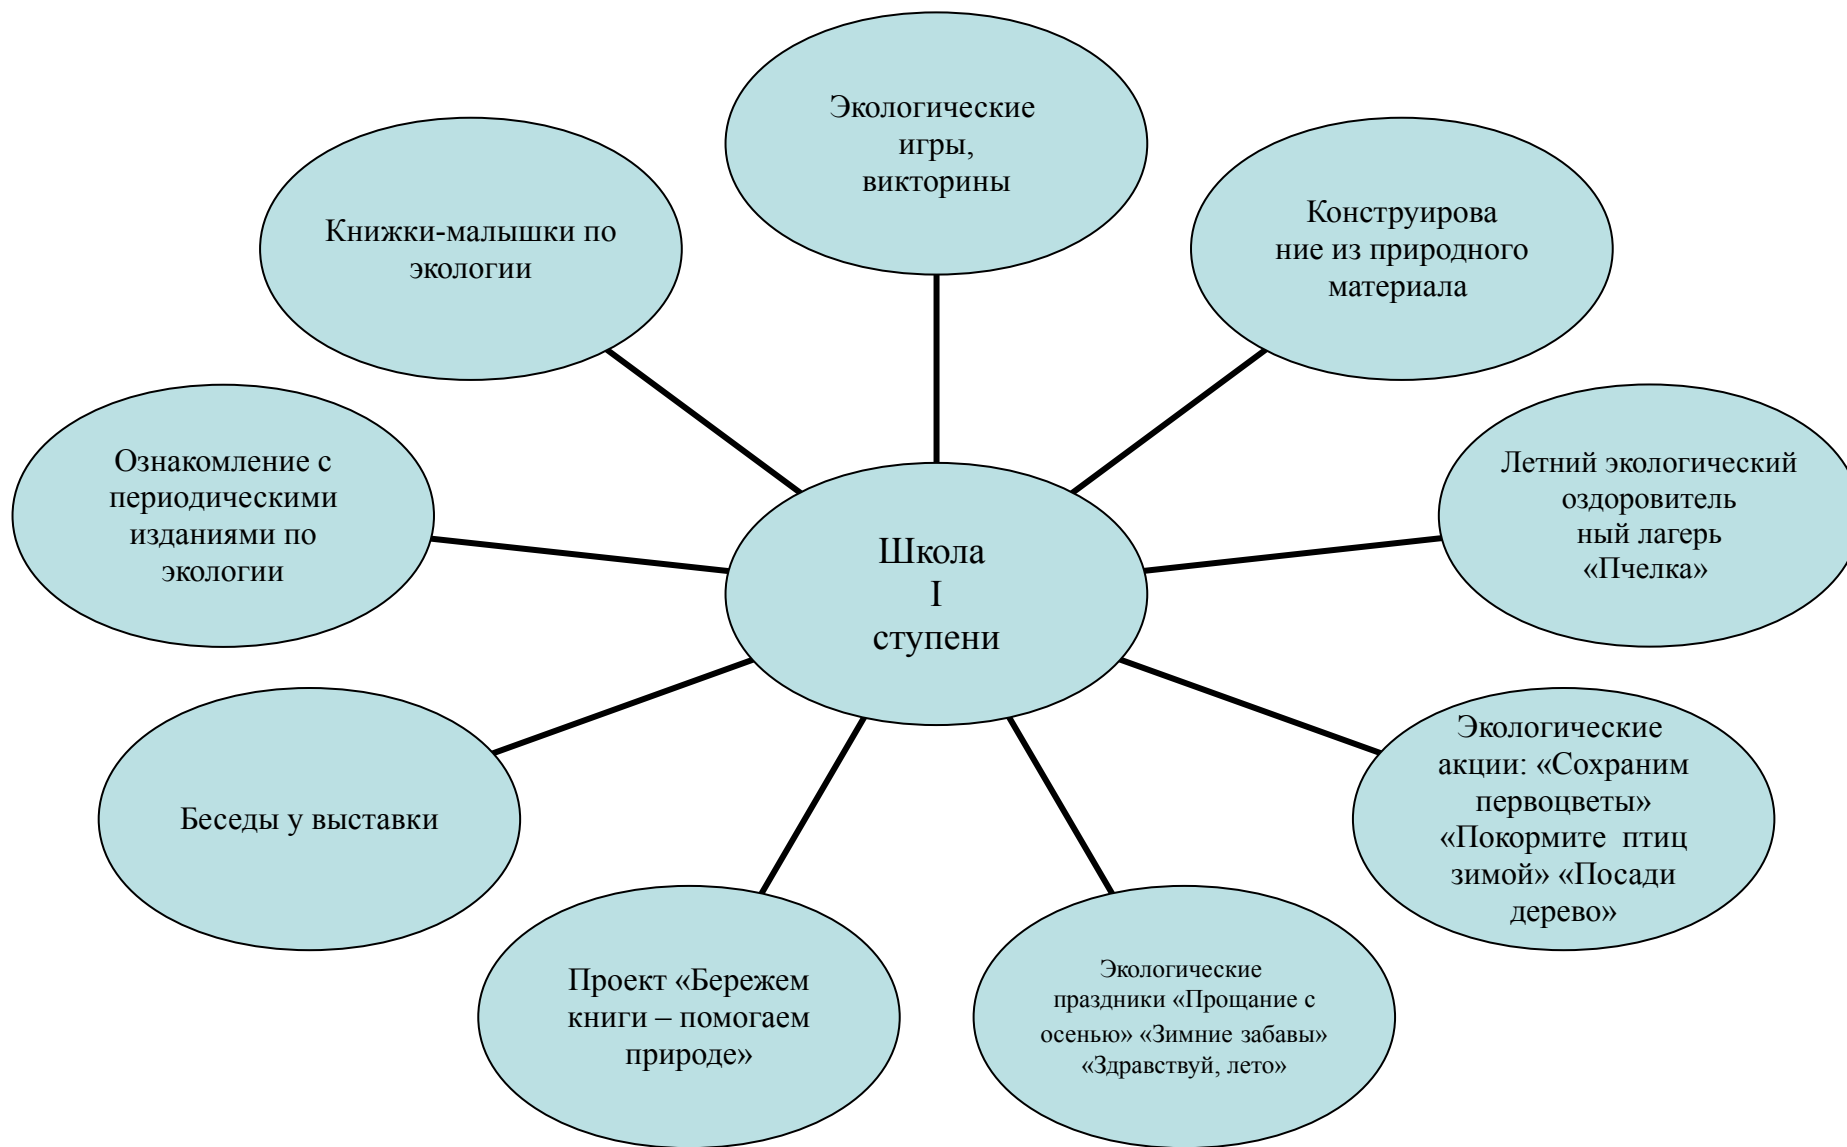 Экологические
игры,
викторины
Конструирова
ние из природного
материала
Летний экологический
оздоровитель
ный лагерь
«Пчелка»
Экологические
акции: «Сохраним
первоцветы»
«Покормите птиц
зимой» «Посади
дерево»
Экологические
праздники «Прощание с
осенью» «Зимние забавы»
«Здравствуй, лето»
Проект «Бережем
книги – помогаем
природе»
Беседы у выставки
Ознакомление с
периодическими
изданиями по
экологии
Книжки-малышки по
экологии
Школа
I
ступени